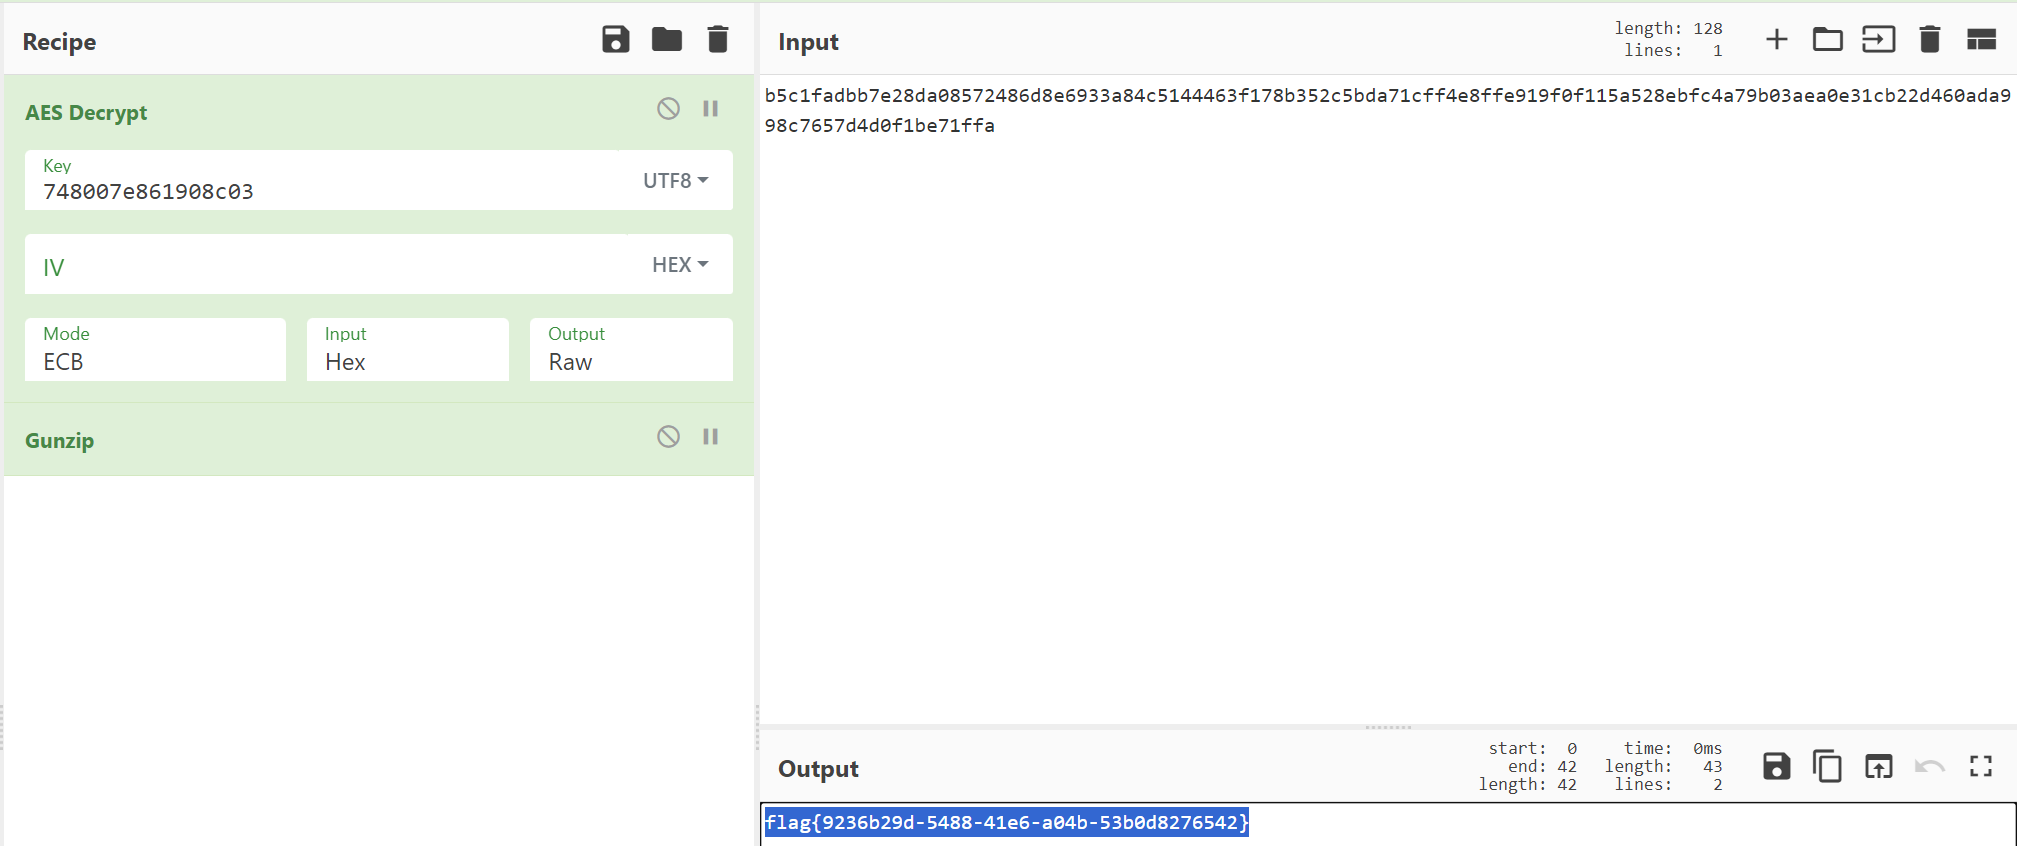 Recipe
AES Decrypt
Key
748007e861908c03
UTF8
IV
HEX
Mode
ECB
Input
Hex
Output
Raw
Gunzip
Input
length: 128
lines: 1
b5c1fadbb7e28da08572486d8e6933a84c5144463f178b352c5bda71cff4e8ffe919f0f115a528ebfc4a79b03aea0e31cb22d460ada9
98c7657d4d0f1be71ffa
Output
start: 0
end: 42
length: 42
time: 0ms
length: 43
lines: 2
flag{9236b29d-5488-41e6-a04b-53b0d8276542}